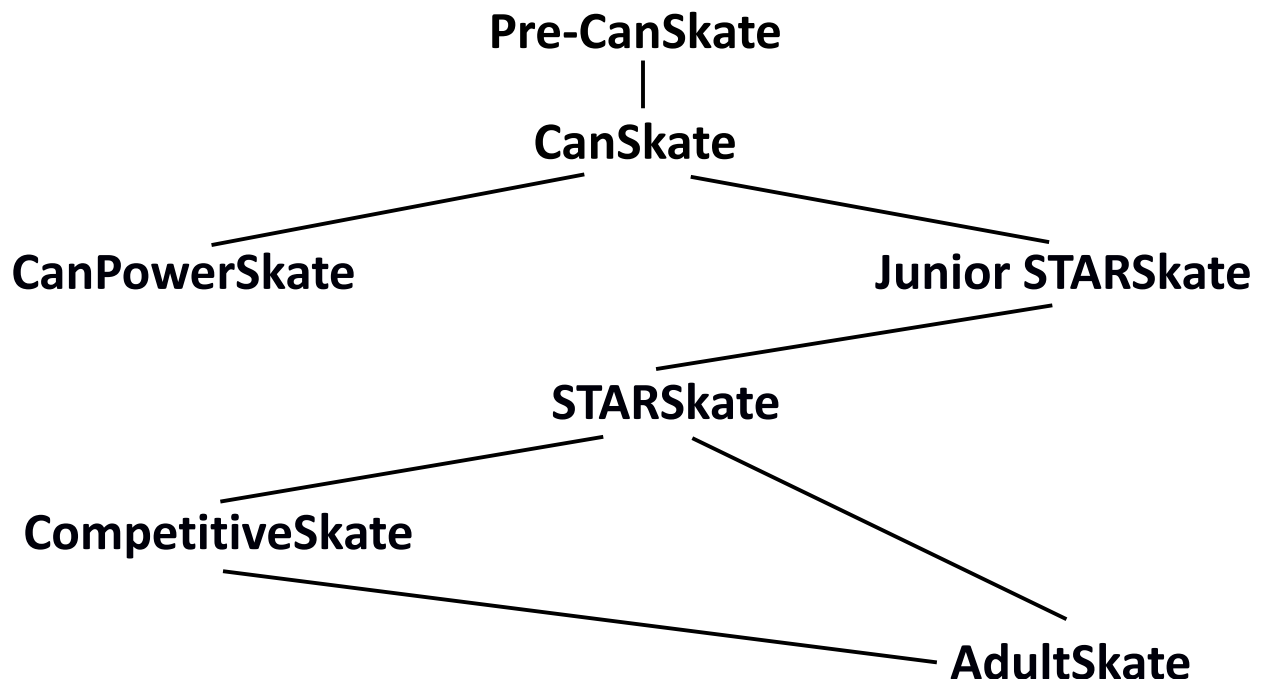 Pre-CanSkate
CanSkate
CanPowerSkate
Junior STARSkate
STARSkate
CompetitiveSkate
AdultSkate